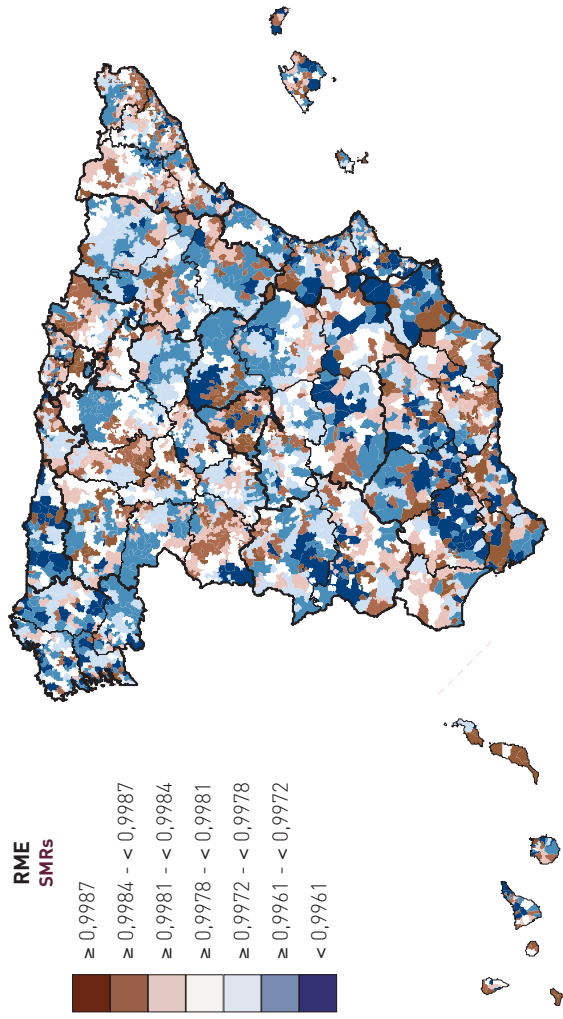 RME
SMRs
≥ 0,9987
≥ 0,9984 - < 0,9987
≥ 0,9981 - < 0,9984
≥ 0,9978 - < 0,9981
≥ 0,9972 - < 0,9978
≥ 0,9961 - < 0,9972
< 0,9961